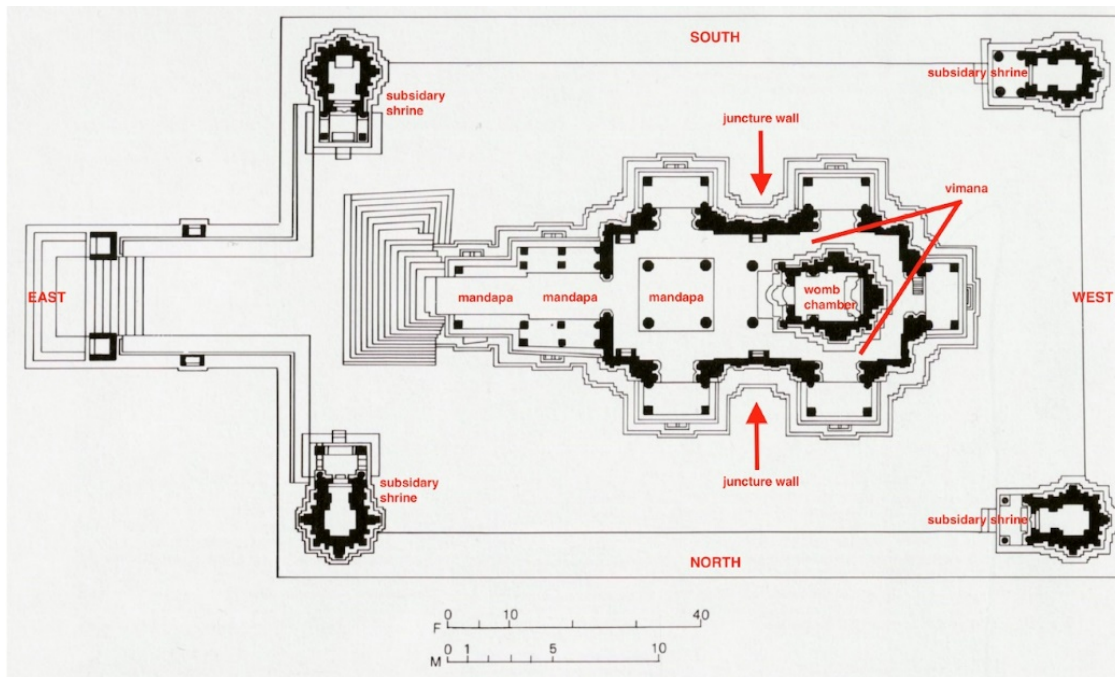 SOUTH
subsidary
shrine
subsidary shrine
juncture wall
vimana
EAST
mandapa
mandapa
mandapa
womb
chamber
WEST
juncture wall
subsidary
shrine
subsidary shrine
NORTH
0 10 40
F
M 0 1 5 10